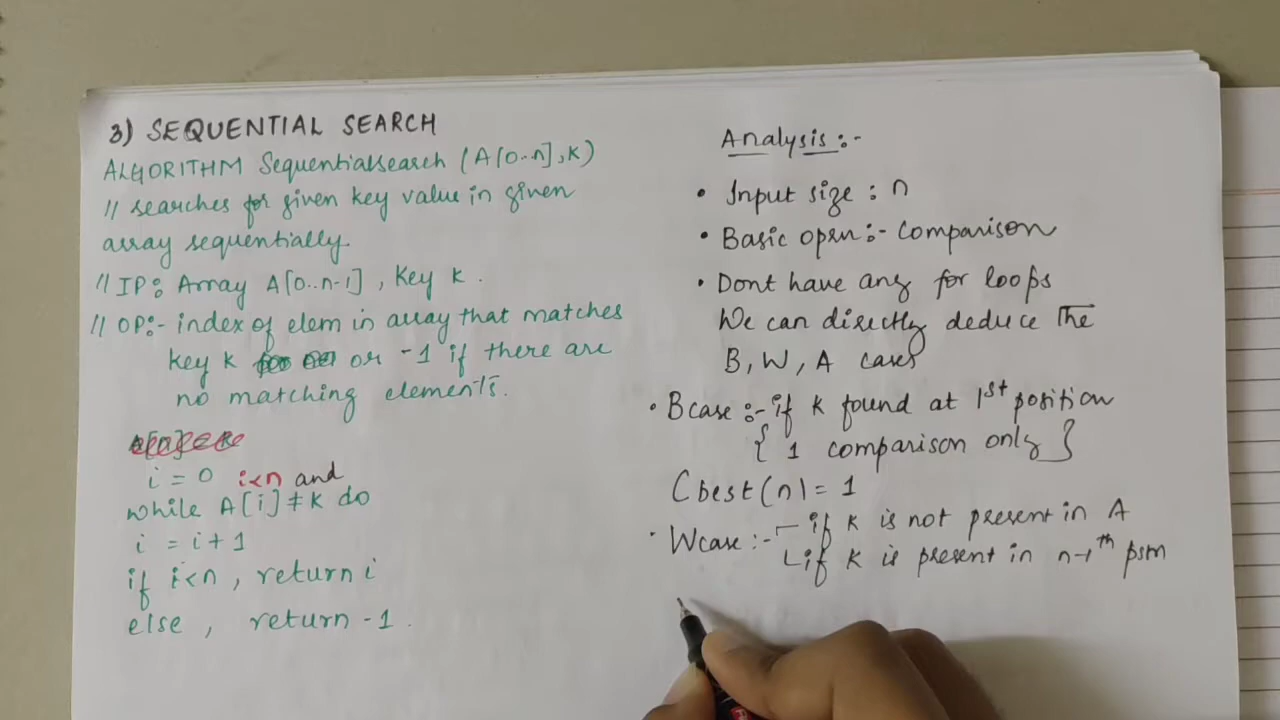 3) SEQUENTIAL SEARCH
ALGORITHM Sequentialsearch (A[0..n], K)
// searches for given key value in given
array sequentially.
// IP: Array A[0..n-1], Key K.
// OP:- index of elem in array that matches
key K or -1 if there are
no matching elements.
i = 0 i<n and
while A[i] ≠ K do
i = i+1
if i<n, return i
else, return -1.
Analysis:-
• Input size : n
• Basic opsn:- Comparison
• Dont have any for loops
We can directly deduce The
B, W, A cases
• Bcase:- if K found at 1st position
{ 1 comparison only }
Cbest(n) = 1
• Wcase:- if K is not present in A
if K is present in n-1th psn